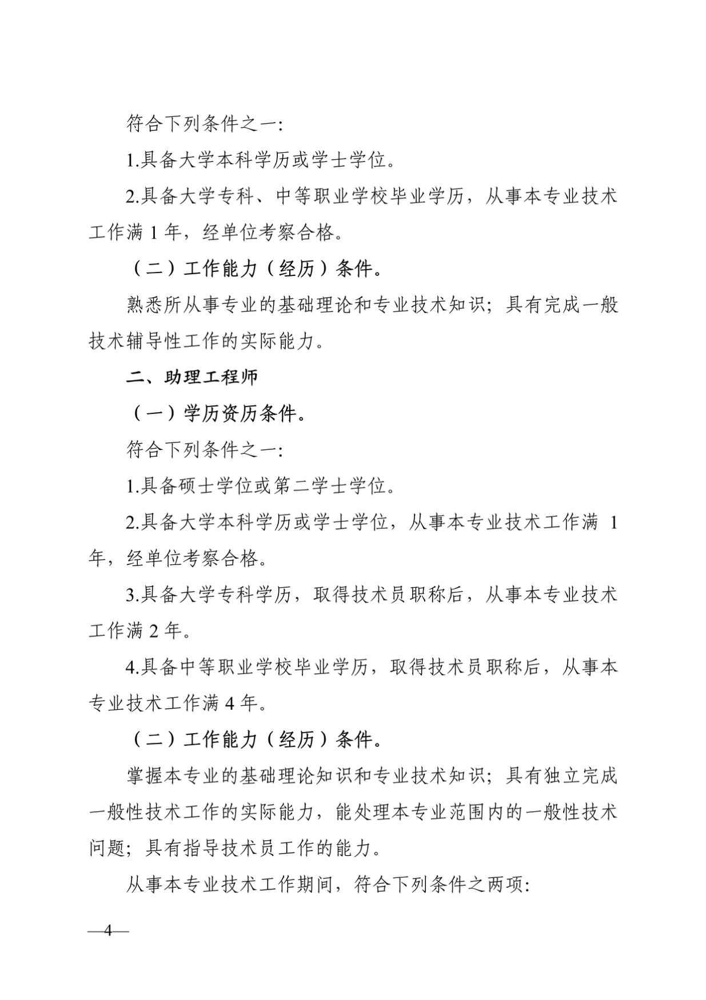 符合下列条件之一：
1.具备大学本科学历或学士学位。
2.具备大学专科、中等职业学校毕业学历，从事本专业技术
工作满 1 年，经单位考察合格。
（二）工作能力（经历）条件。
熟悉所从事专业的基础理论和专业技术知识；具有完成一般
技术辅导性工作的实际能力。
二、助理工程师
（一）学历资历条件。
符合下列条件之一：
1.具备硕士学位或第二学士学位。
2.具备大学本科学历或学士学位，从事本专业技术工作满 1
年，经单位考察合格。
3.具备大学专科学历，取得技术员职称后，从事本专业技术
工作满 2 年。
4.具备中等职业学校毕业学历，取得技术员职称后，从事本
专业技术工作满 4 年。
（二）工作能力（经历）条件。
掌握本专业的基础理论知识和专业技术知识；具有独立完成
一般性技术工作的实际能力，能处理本专业范围内的一般性技术
问题；具有指导技术员工作的能力。
从事本专业技术工作期间，符合下列条件之两项：
—4—